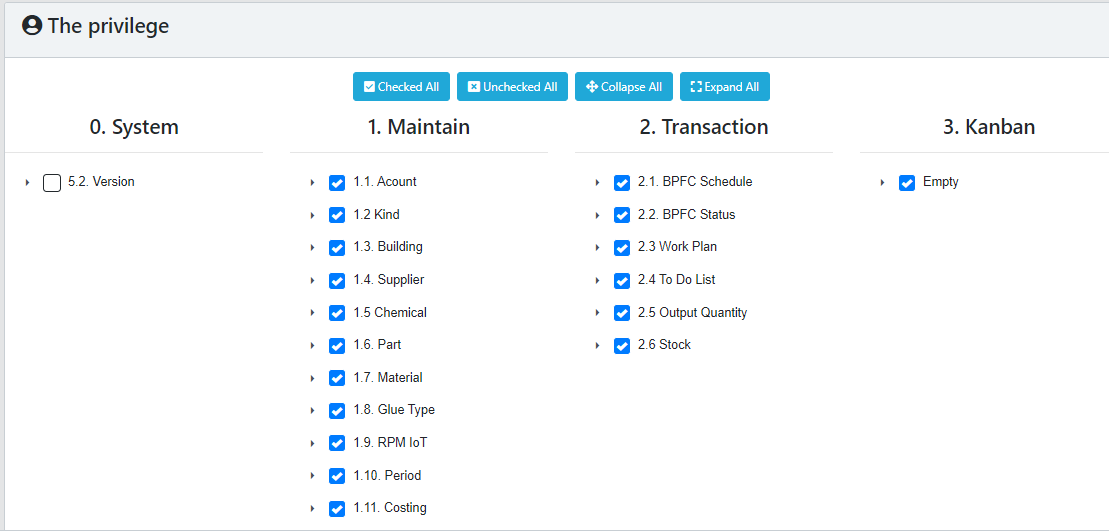 The privilege
Checked All
Unchecked All
Collapse All
Expand All
0. System
5.2. Version
1. Maintain
1.1. Acount
1.2 Kind
1.3. Building
1.4. Supplier
1.5 Chemical
1.6. Part
1.7. Material
1.8. Glue Type
1.9. RPM IoT
1.10. Period
1.11. Costing
2. Transaction
2.1. BPFC Schedule
2.2. BPFC Status
2.3 Work Plan
2.4 To Do List
2.5 Output Quantity
2.6 Stock
3. Kanban
Empty